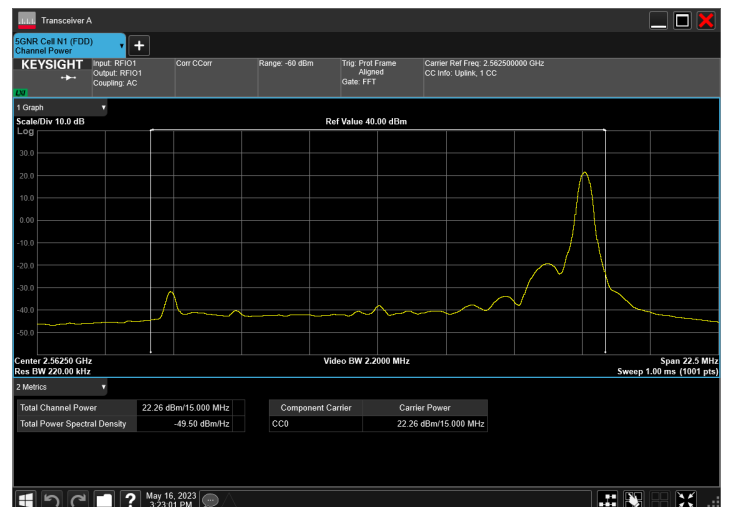 Transceiver A
5GNR Cell N1 (FDD)
Channel Power
KEYSIGHT
Input: RFIO1
Output: RFIO1
Coupling: AC
Corr CCorr
Range: -60 dBm
Trig: Prot Frame
Aligned
Gate: FFT
Carrier Ref Freq: 2.562500000 GHz
CC Info: Uplink, 1 CC
LXI
1 Graph
Scale/Div 10.0 dB
Ref Value 40.00 dBm
Log
30.0
20.0
10.0
0.00
-10.0
-20.0
-30.0
-40.0
-50.0
Center 2.56250 GHz
Video BW 2.2000 MHz
Span 22.5 MHz
Res BW 220.00 kHz
Sweep 1.00 ms (1001 pts)
2 Metrics
Total Channel Power 22.26 dBm/15.000 MHz
Total Power Spectral Density -49.50 dBm/Hz
Component Carrier Carrier Power
CC0 22.26 dBm/15.000 MHz
?
May 16, 2023
3:23:01 PM